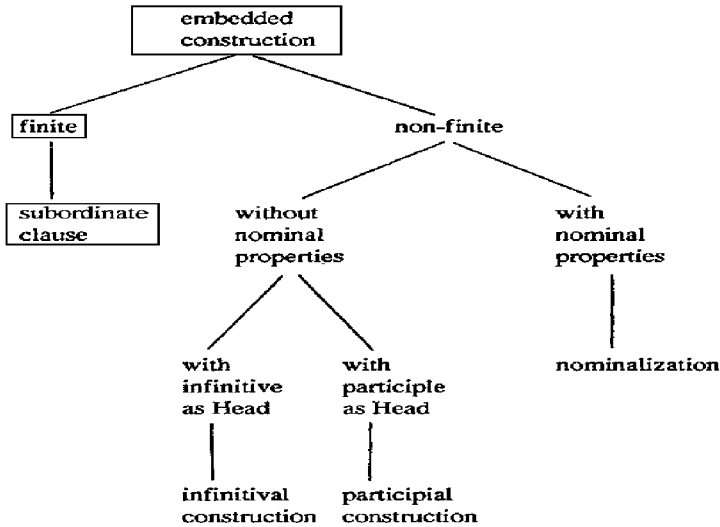 embedded
construction
finite
non-finite
subordinate
clause
without
nominal
properties
with
nominal
properties
with
infinitive
as Head
with
participle
as Head
nominalization
infinitival
construction
participial
construction